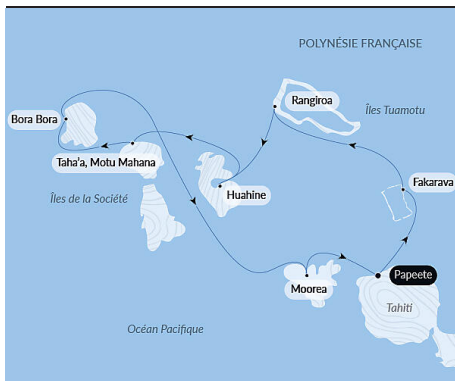 POLYNÉSIE FRANÇAISE
Rangiroa
Îles Tuamotu
Bora Bora
Taha'a, Motu Mahana
Fakarava
Îles de la Société
Huahine
Papeete
Moorea
Tahiti
Océan Pacifique